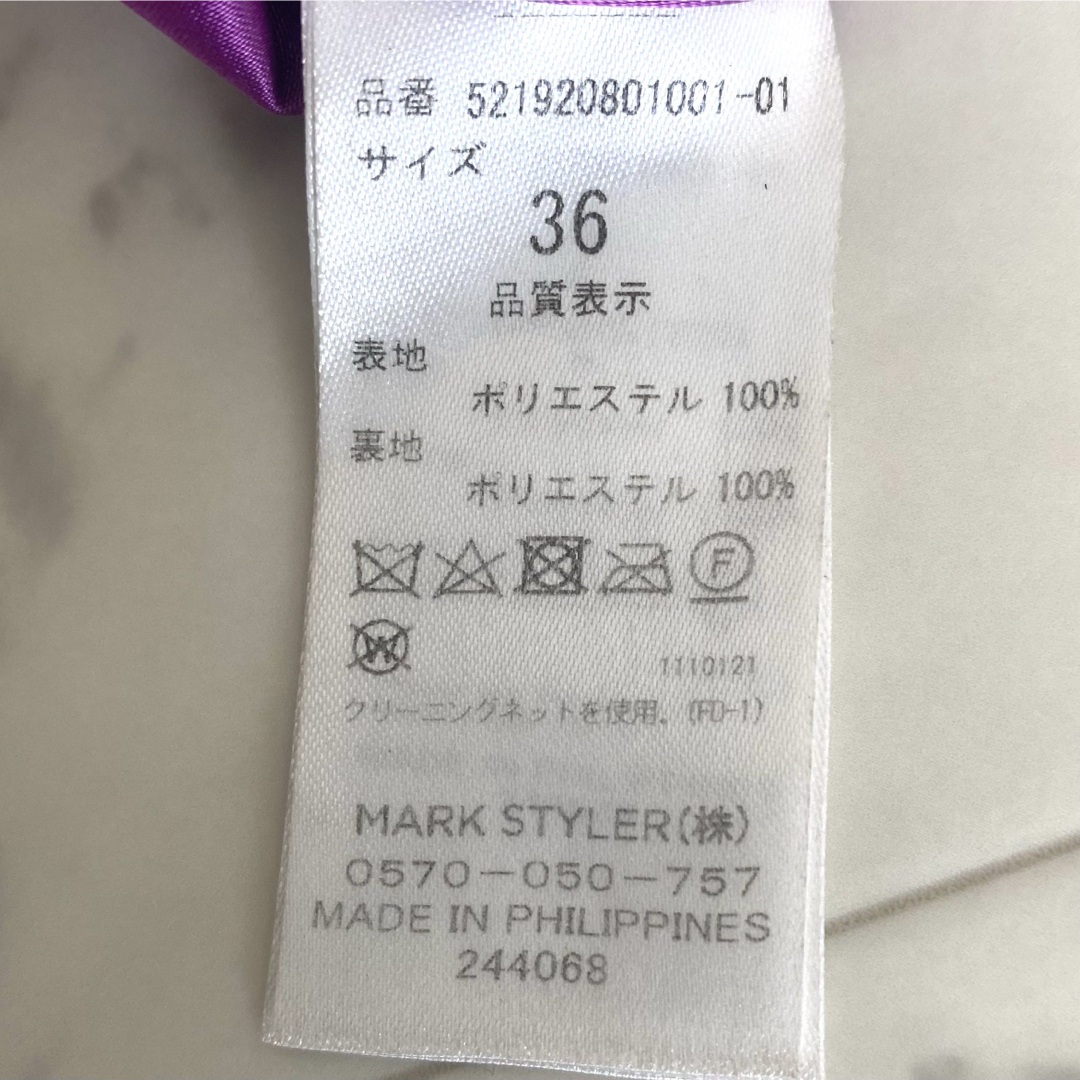 品番 521920801001-01
サイズ
36
品質表示
表地
ポリエステル 100%
裏地
ポリエステル 100%
F
W
1110121
クリーニングネットを使用。(FD-1)
MARK STYLER(株)
0570-050-757
MADE IN PHILIPPINES
244068